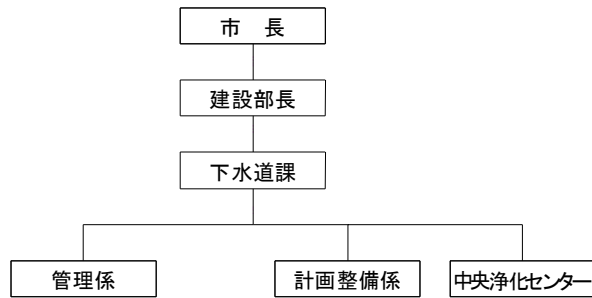 市　長
建設部長
下水道課
管理係
計画整備係
中央浄化センター